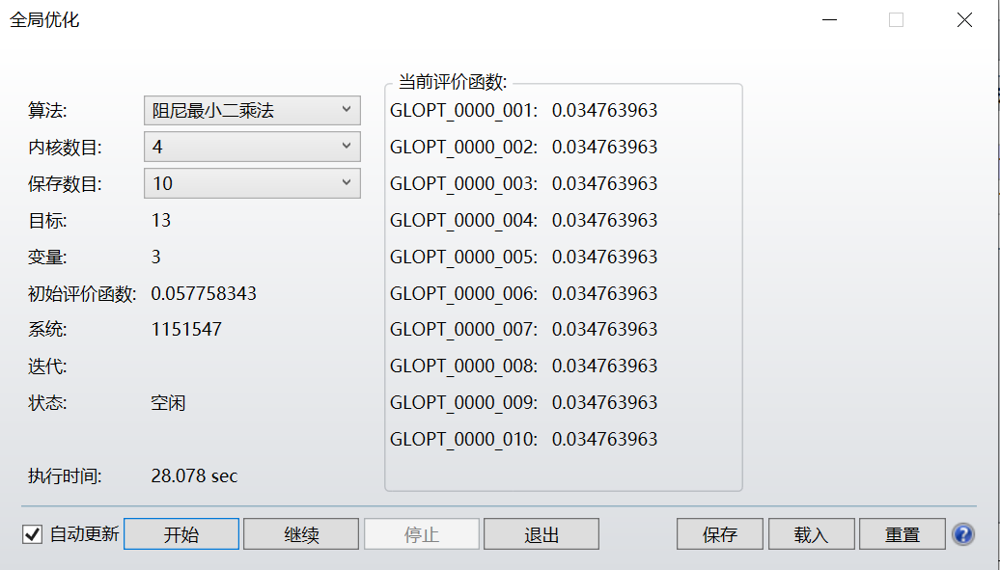 全局优化
算法: 阻尼最小二乘法
内核数目: 4
保存数目: 10
目标: 13
变量: 3
初始评价函数: 0.057758343
系统: 1151547
迭代:
状态: 空闲
执行时间: 28.078 sec
当前评价函数:
GLOPT_0000_001: 0.034763963
GLOPT_0000_002: 0.034763963
GLOPT_0000_003: 0.034763963
GLOPT_0000_004: 0.034763963
GLOPT_0000_005: 0.034763963
GLOPT_0000_006: 0.034763963
GLOPT_0000_007: 0.034763963
GLOPT_0000_008: 0.034763963
GLOPT_0000_009: 0.034763963
GLOPT_0000_010: 0.034763963
自动更新 开始 继续 停止 退出 保存 载入 重置 ?